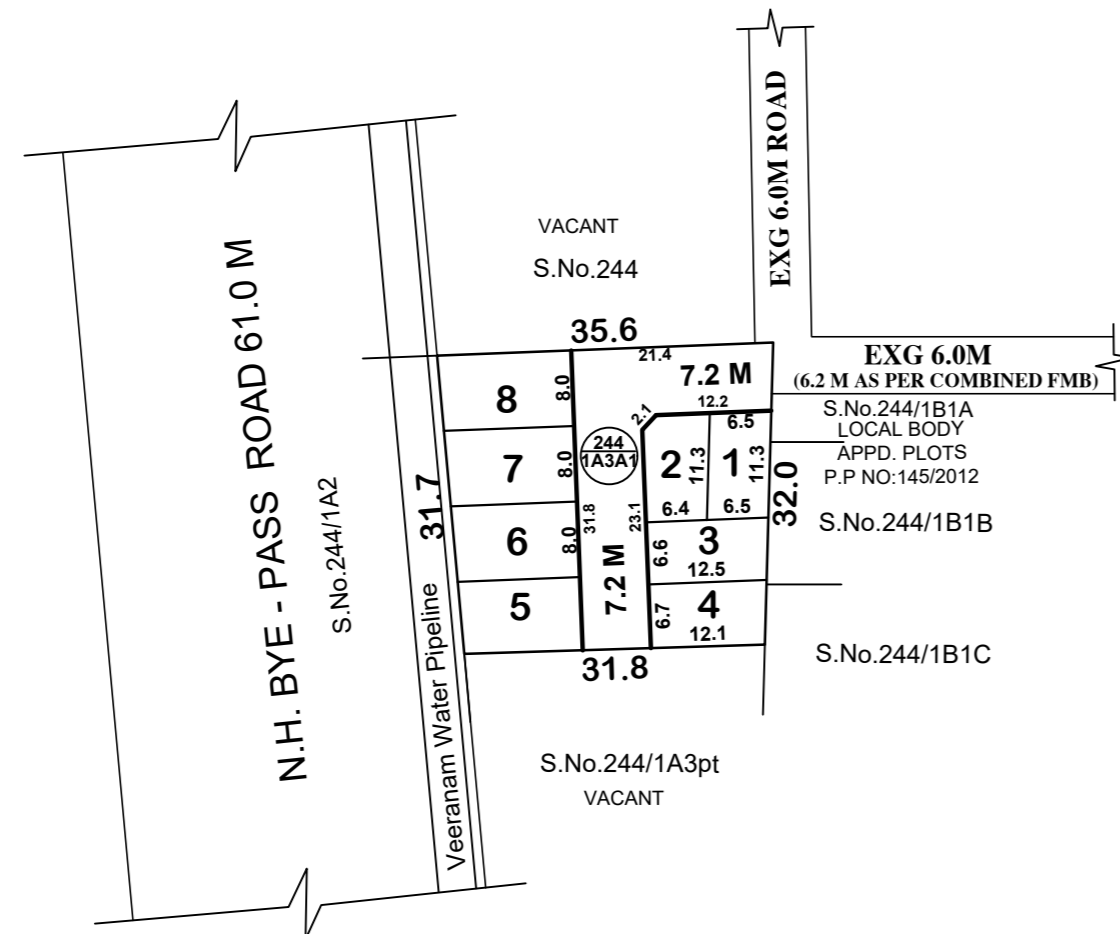 EXG 6.0M ROAD
VACANT
S.No.244
N.H. BYE - PASS ROAD 61.0 M
S.No.244/1A2
Veeranam Water Pipeline
31.7
35.6
21.4
7.2 M
12.2
2.1
EXG 6.0M
(6.2 M AS PER COMBINED FMB)
S.No.244/1B1A
LOCAL BODY
APPD. PLOTS
P.P NO:145/2012
S.No.244/1B1B
S.No.244/1B1C
8
8.0
7
8.0
6
8.0
5
244
1A3A1
31.8
23.1
7.2 M
2
11.3
6.4
1
6.5
11.3
6.5
32.0
3
6.6
12.5
4
6.7
12.1
31.8
S.No.244/1A3pt
VACANT